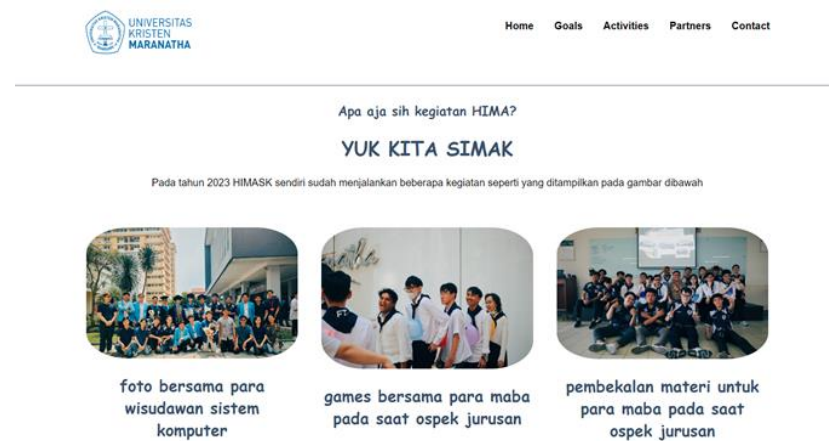 UNIVERSITAS
KRISTEN
MARANATHA
Home Goals Activities Partners Contact
Apa aja sih kegiatan HIMA?
YUK KITA SIMAK
Pada tahun 2023 HIMASK sendiri sudah menjalankan beberapa kegiatan seperti yang ditampilkan pada gambar dibawah
foto bersama para
wisudawan sistem
komputer
games bersama para maba
pada saat ospek jurusan
pembekalan materi untuk
para maba pada saat
ospek jurusan